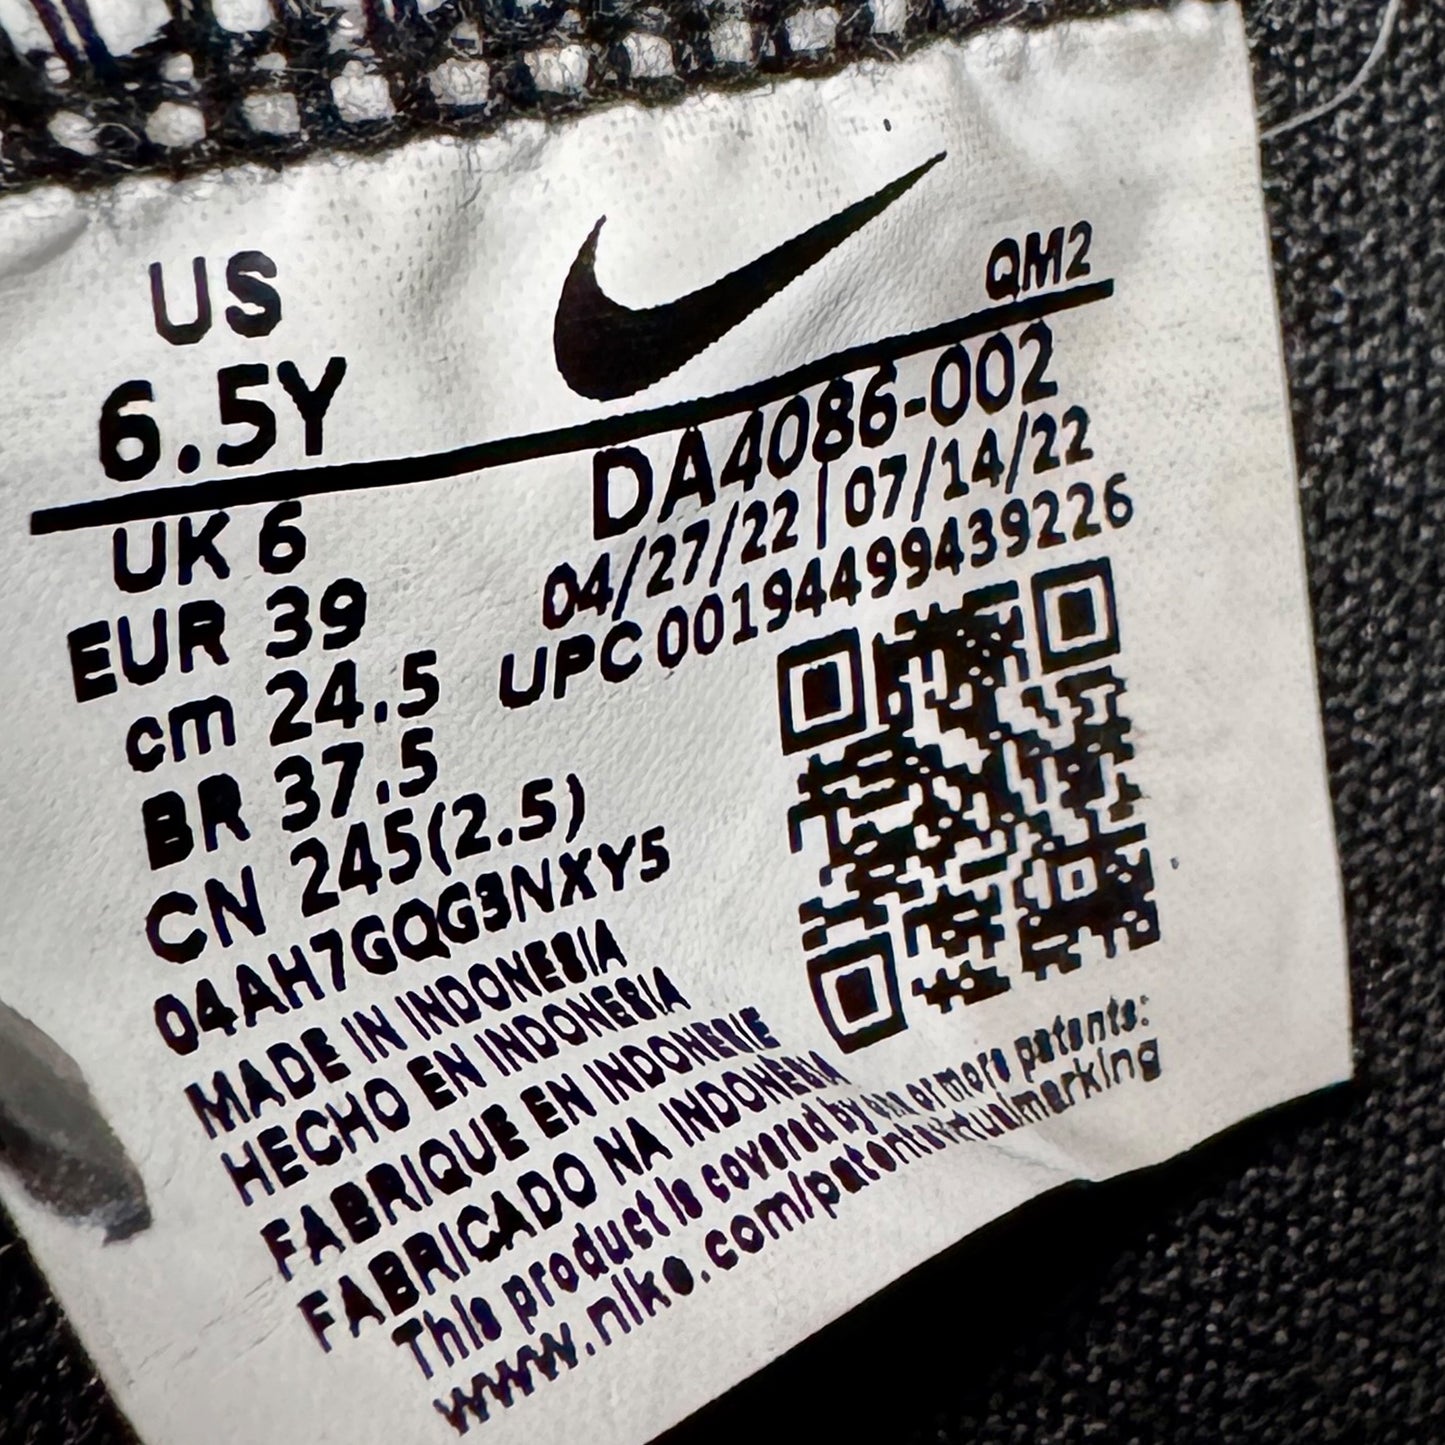 US
6.5Y
QM2
UK 6
EUR 39
cm 24.5
BR 37.5
CN 245(2.5)
DA4086-002
04/27/22 | 07/14/22
UPC 00194499439226
04AH7GQG3NXY5
MADE IN INDONESIA
HECHO EN INDONESIA
FABRIQUE EN INDONESIE
FABRICADO NA INDONÉSIA
This product is covered by one or more patents:
www.nike.com/patentavirtualmarking